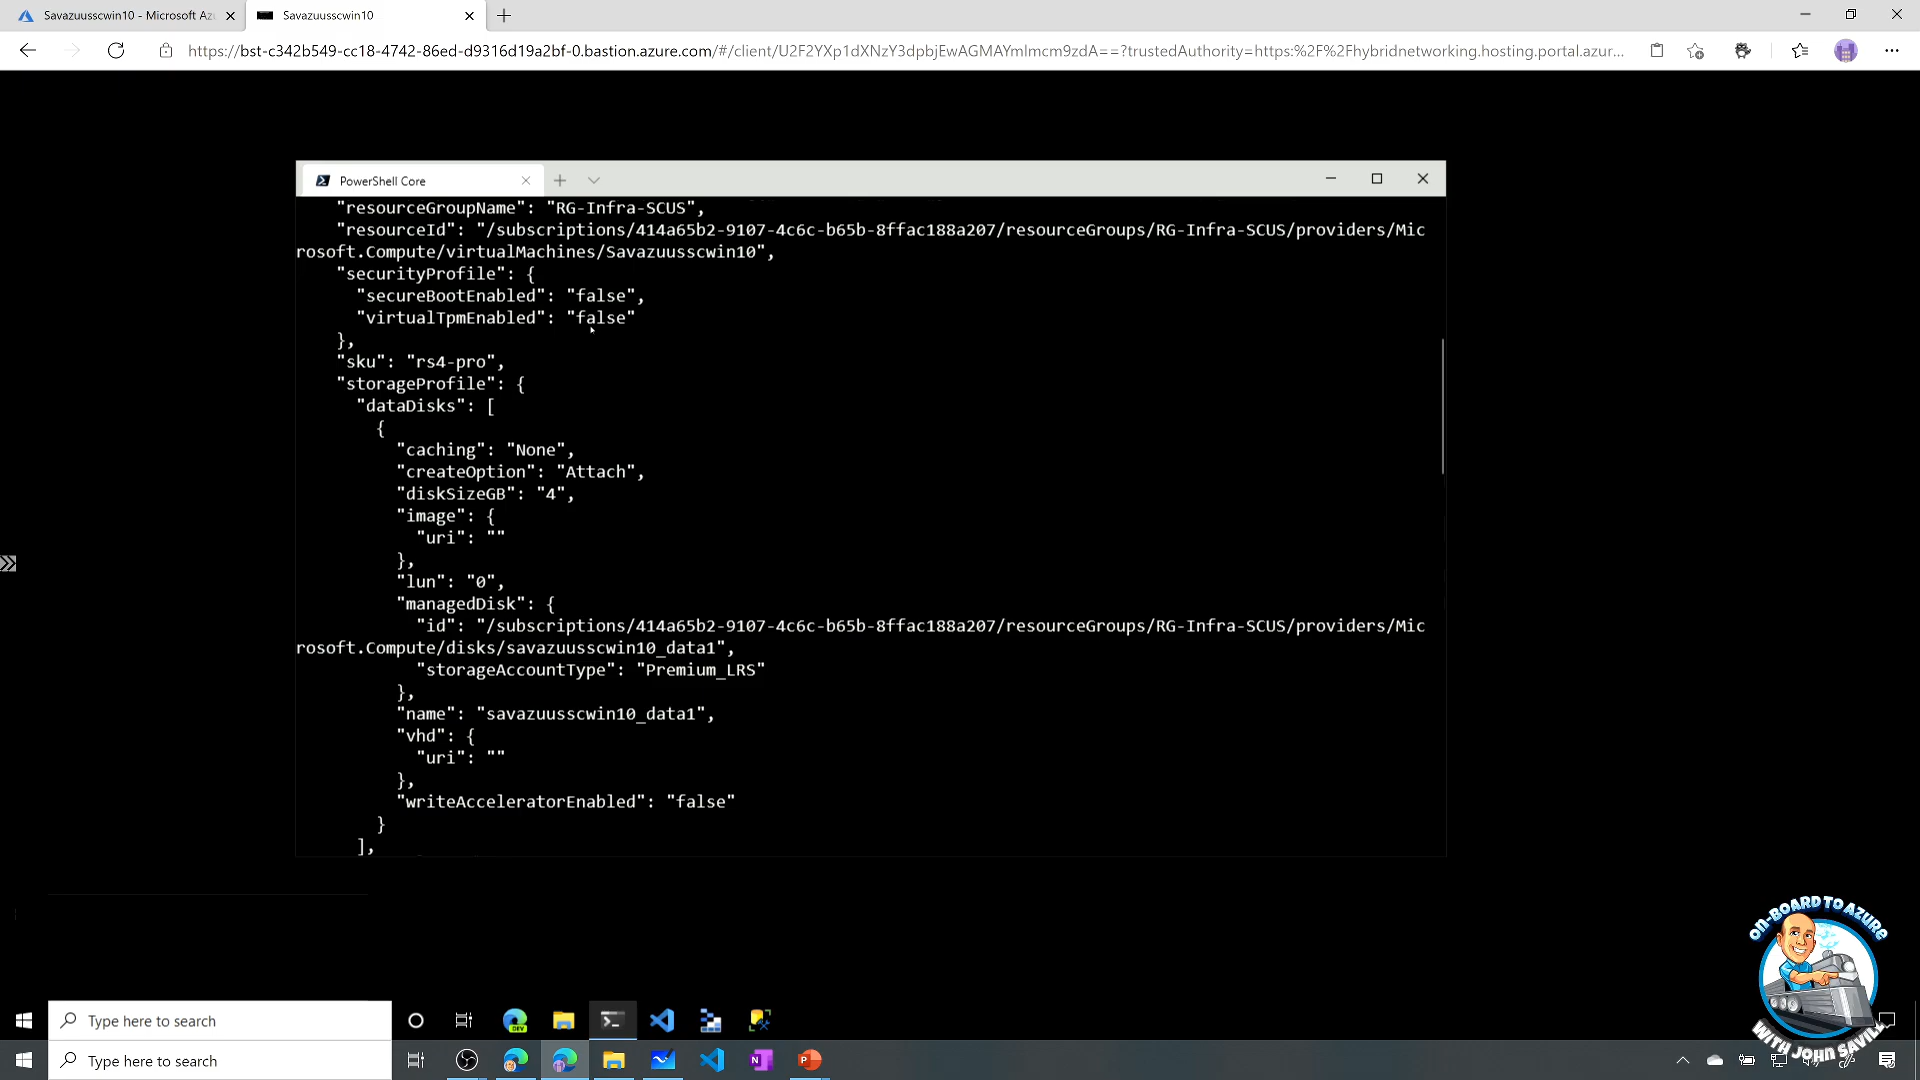 Savazuusscwin10 - Microsoft Az
Savazuusscwin10
https://bst-c342b549-cc18-4742-86ed-d9316d19a2bf-0.bastion.azure.com/#/client/U2F2YXp1dXNzY3dpbjEwAGMAYmlmcm9zdA==?trustedAuthority=https:%2F%2Fhybridnetworking.hosting.portal.azur...
PowerShell Core
"resourceGroupName": "RG-Infra-SCUS",
"resourceId": "/subscriptions/414a65b2-9107-4c6c-b65b-8ffac188a207/resourceGroups/RG-Infra-SCUS/providers/Mic
rosoft.Compute/virtualMachines/Savazuusscwin10",
"securityProfile": {
"secureBootEnabled": "false",
"virtualTpmEnabled": "false"
},
"sku": "rs4-pro",
"storageProfile": {
"dataDisks": [
{
"caching": "None",
"createOption": "Attach",
"diskSizeGB": "4",
"image": {
"uri": ""
},
"lun": "0",
"managedDisk": {
"id": "/subscriptions/414a65b2-9107-4c6c-b65b-8ffac188a207/resourceGroups/RG-Infra-SCUS/providers/Mic
rosoft.Compute/disks/savazuusscwin10_data1",
"storageAccountType": "Premium_LRS"
},
"name": "savazuusscwin10_data1",
"vhd": {
"uri": ""
},
"writeAcceleratorEnabled": "false"
}
],
ON-BOARD TO AZURE
WITH JOHN SAVILL
Type here to search
Type here to search